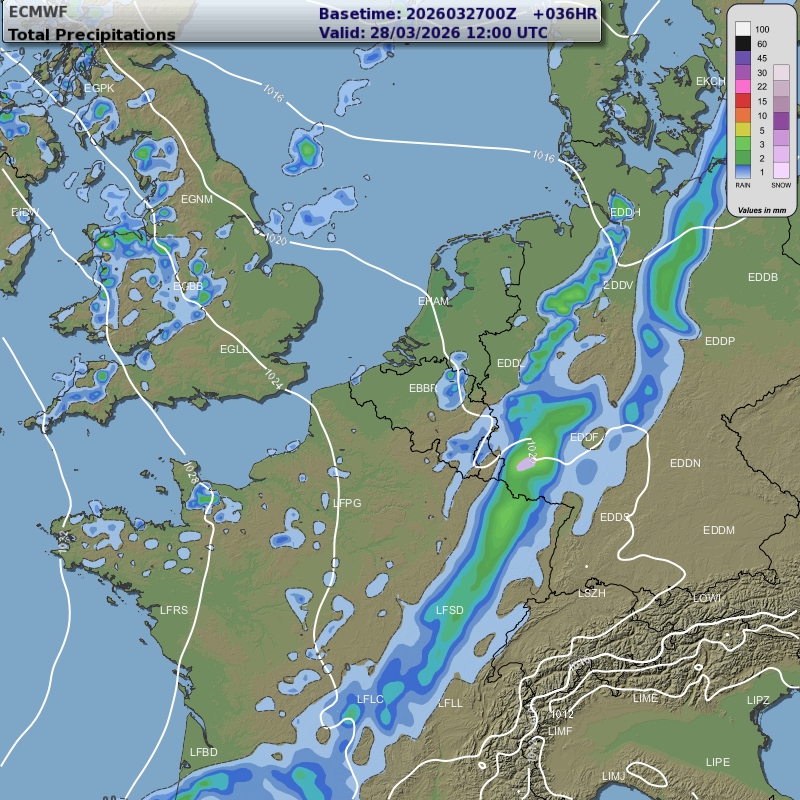 ECMWF
Basetime: 2026032700Z +036HR
Total Precipitations
Valid: 28/03/2026 12:00 UTC
100
60
45
30
22
15
10
5
3
2
1
RAIN SNOW
Values in mm
EGPK
EKCH
1016
1016
EGNM
EIDW
EDDH
1020
EGBB
EDDV
EDDB
EHAM
EGLL
EDDP
EDDL
1024
EBBR
EDDF
EDDN
1028
LFPG
EDDS
EDDM
LFRS
LFSD
LSZH
LOWI
LFLC
LFLL
LIME
LIPZ
1012
LIMF
LFBD
LIPE
LIMJ